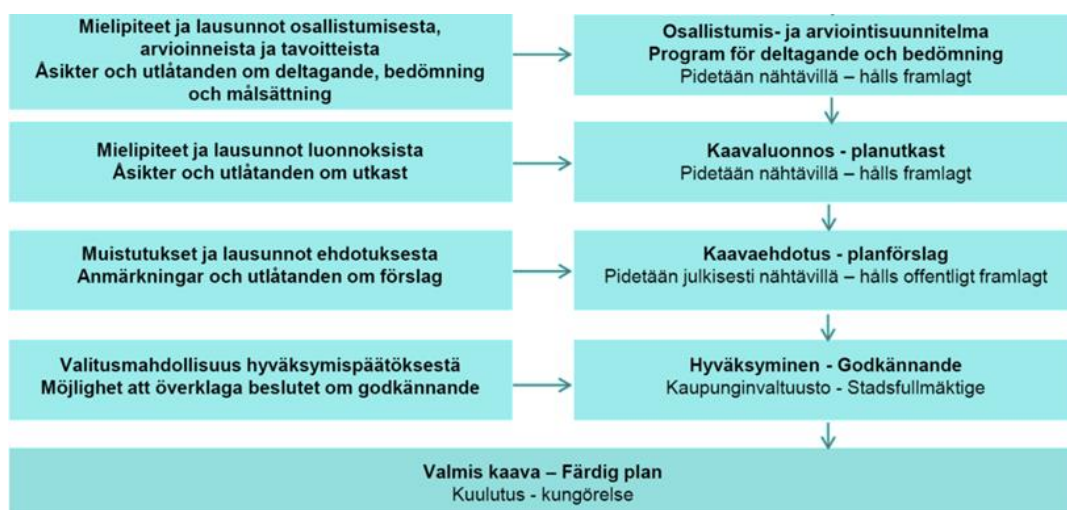 Mielipiteet ja lausunnot osallistumisesta,
arvioinneista ja tavoitteista
Åsikter och utlåtanden om deltagande, bedömning
och målsättning
Osallistumis- ja arviointisuunnitelma
Program för deltagande och bedömning
Pidetään nähtävillä – hålls framlagt
Mielipiteet ja lausunnot luonnoksista
Åsikter och utlåtanden om utkast
Kaavaluonnos - planutkast
Pidetään nähtävillä – hålls framlagt
Muistutukset ja lausunnot ehdotuksesta
Anmärkningar och utlåtanden om förslag
Kaavaehdotus - planförslag
Pidetään julkisesti nähtävillä – hålls offentligt framlagt
Valitusmahdollisuus hyväksymispäätöksestä
Möjlighet att överklaga beslutet om godkännande
Hyväksyminen - Godkännande
Kaupunginvaltuusto - Stadsfullmäktige
Valmis kaava – Färdig plan
Kuulutus - kungörelse